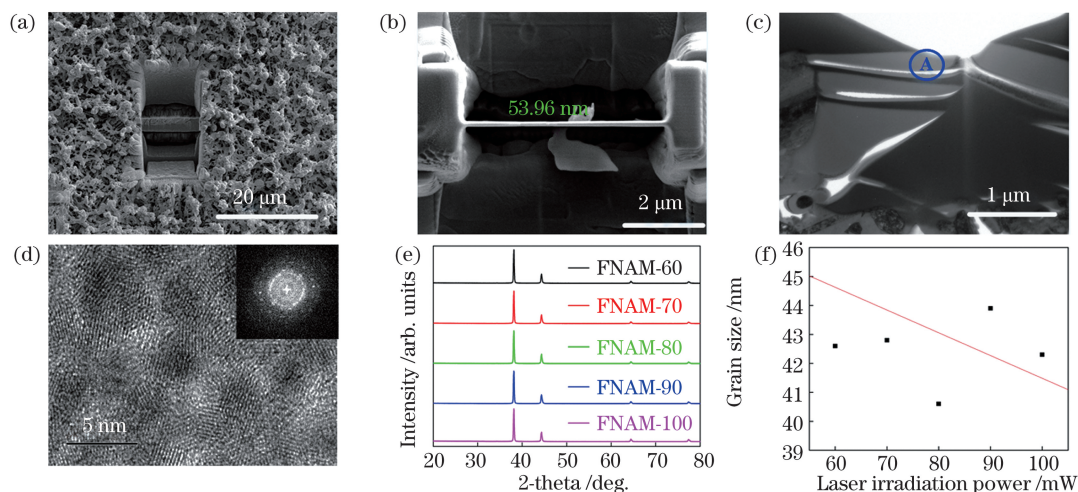 (a)
20 μm
(b)
53.96 nm
2 μm
(c)
A
1 μm
(d)
5 nm
(e)
Intensity /arb. units
FNAM-60
FNAM-70
FNAM-80
FNAM-90
FNAM-100
20 30 40 50 60 70 80
2-theta /deg.
(f)
Grain size /nm
46
45
44
43
42
41
40
39
60 70 80 90 100
Laser irradiation power /mW